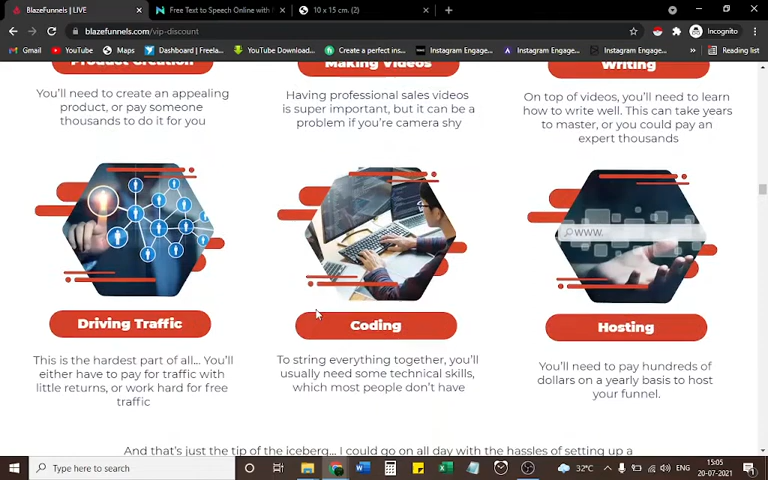 BlazeFunnels | LIVE
Free Text to Speech Online with
10 x 15 cm. (2)
blazefunnels.com/vip-discount
Incognito
Gmail
YouTube
Maps
Dashboard | Freela...
YouTube Download...
Create a perfect ins...
Instagram Engage...
Instagram Engage...
Instagram Engage...
Reading list
Product Creation
Making Videos
Writing
You'll need to create an appealing
product, or pay someone
thousands to do it for you
Having professional sales videos
is super important, but it can be a
problem if you're camera shy
On top of videos, you'll need to learn
how to write well. This can take years
to master, or you could pay an
expert thousands
WWW.
Driving Traffic
Coding
Hosting
This is the hardest part of all... You'll
either have to pay for traffic with
little returns, or work hard for free
traffic
To string everything together, you'll
usually need some technical skills,
which most people don't have
You'll need to pay hundreds of
dollars on a yearly basis to host
your funnel.
And that's just the tip of the iceberg... I could go on all day with the hassles of setting up a
Type here to search
32°C
ENG
15:05
20-07-2021